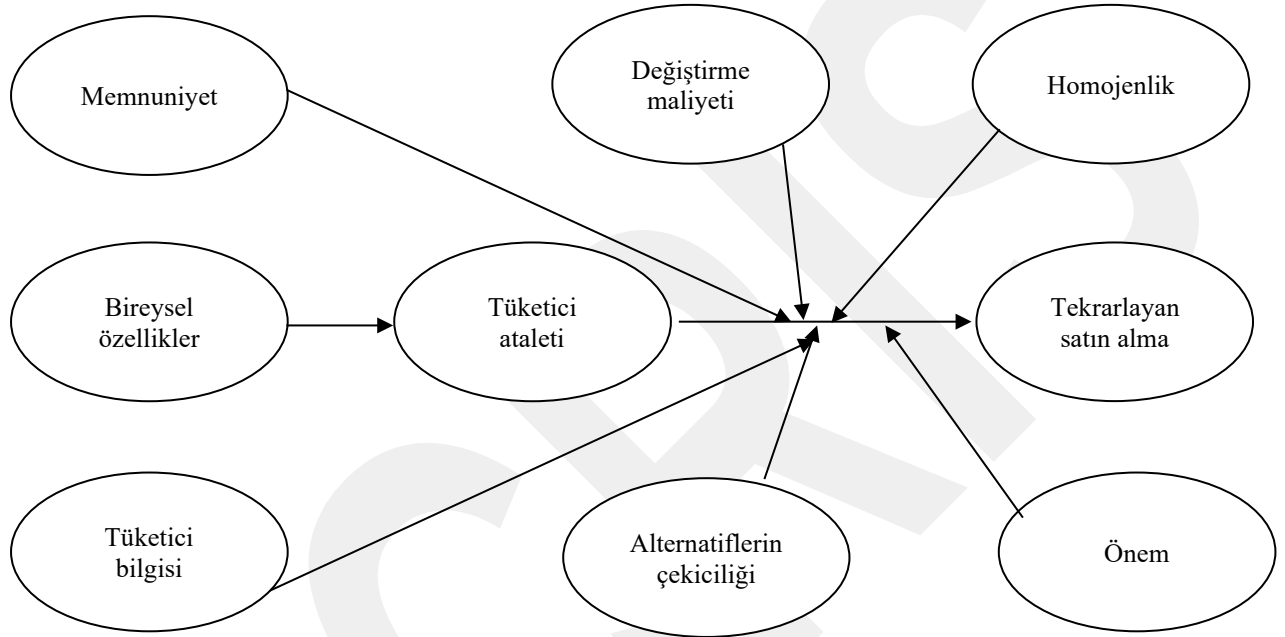 Memnuniyet
Değiştirme
maliyeti
Homojenlik
Bireysel
özellikler
Tüketici
ataleti
Tekrarlayan
satın alma
Tüketici
bilgisi
Alternatiflerin
çekiciliği
Önem